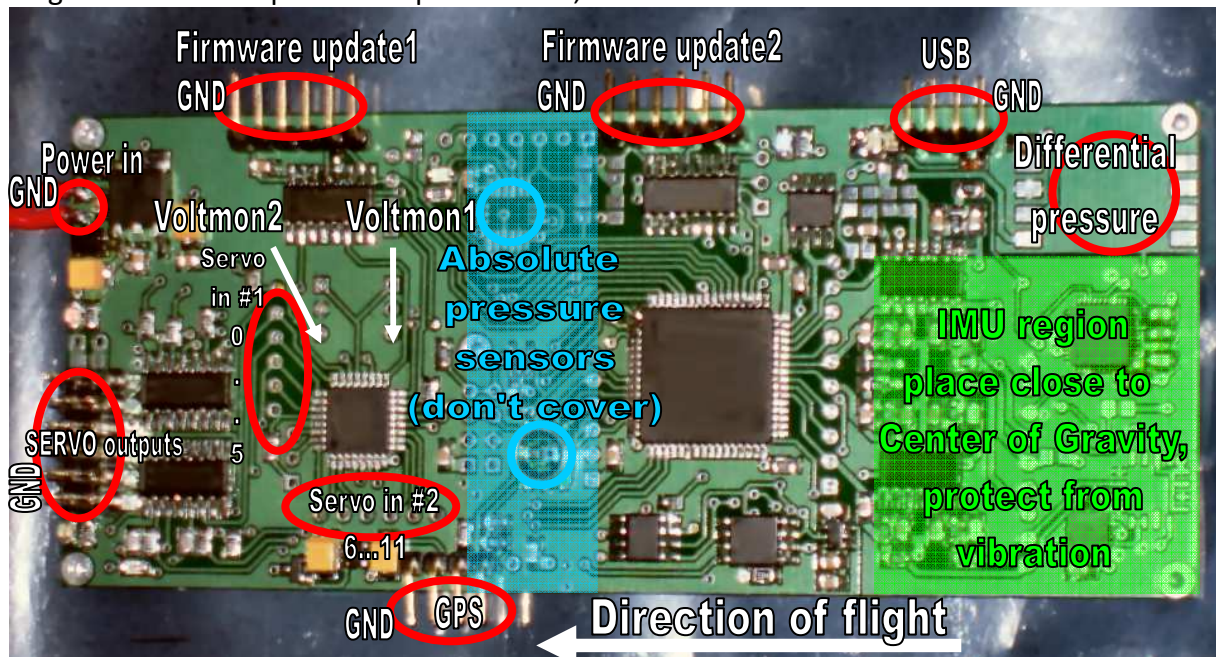 Firmware update1
GND
Firmware update2
GND
USB
GND
Power in
GND
Differential
pressure
Voltmon2
Voltmon1
Servo
in #1
0
.
.
5
Absolute
pressure
sensors
(don't cover)
IMU region
place close to
Center of Gravity,
protect from
vibration
SERVO outputs
GND
Servo in #2
6...11
GND
GPS
Direction of flight